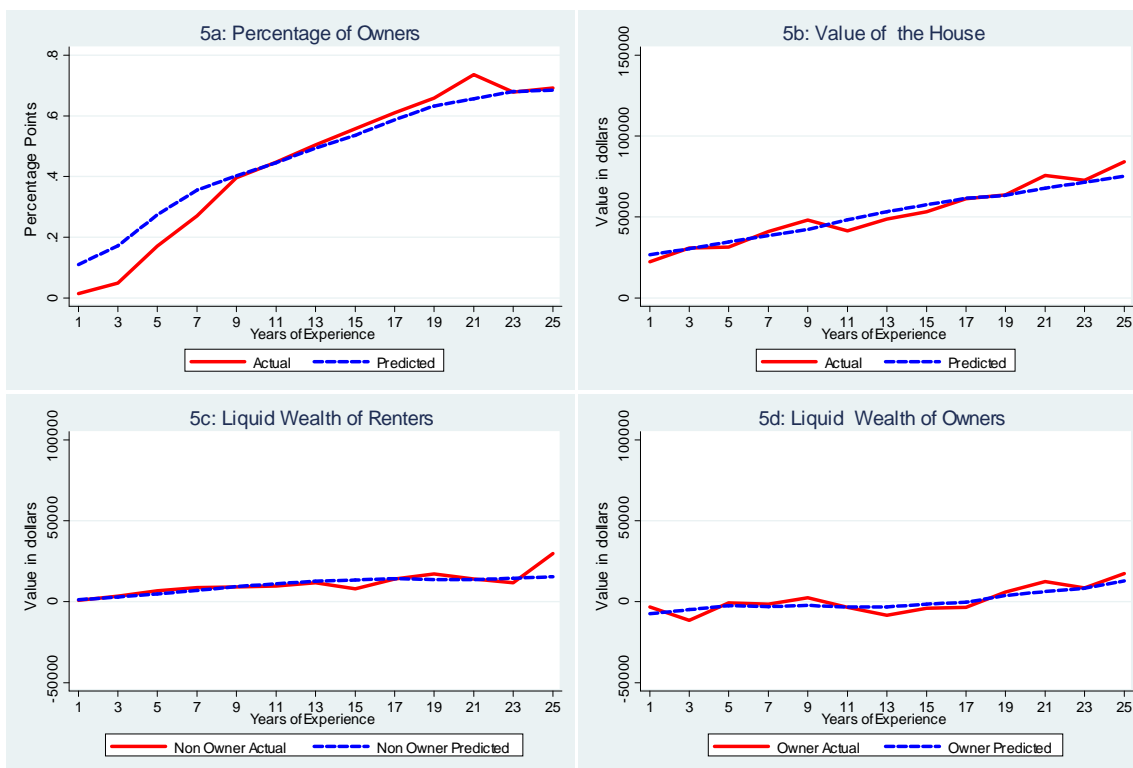 5a: Percentage of Owners
Percentage Points
.8
.6
.4
.2
0
1 3 5 7 9 11 13 15 17 19 21 23 25
Years of Experience
Actual Predicted
5b: Value of the House
Value in dollars
150000
100000
50000
0
1 3 5 7 9 11 13 15 17 19 21 23 25
Years of Experience
Actual Predicted
5c: Liquid Wealth of Renters
Value in dollars
100000
50000
0
-50000
1 3 5 7 9 11 13 15 17 19 21 23 25
Years of Experience
Non Owner Actual Non Owner Predicted
5d: Liquid Wealth of Owners
Value in dollars
100000
50000
0
-50000
1 3 5 7 9 11 13 15 17 19 21 23 25
Years of Experience
Owner Actual Owner Predicted